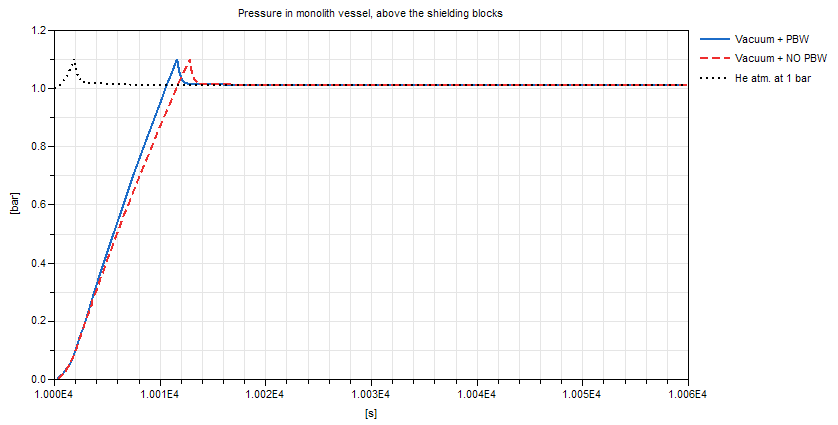 Pressure in monolith vessel, above the shielding blocks
1.2
1.0
0.8
0.6
0.4
0.2
0.0
[bar]
1.000E4 1.001E4 1.002E4 1.003E4 1.004E4 1.005E4 1.006E4
[s]
Vacuum + PBW
Vacuum + NO PBW
He atm. at 1 bar